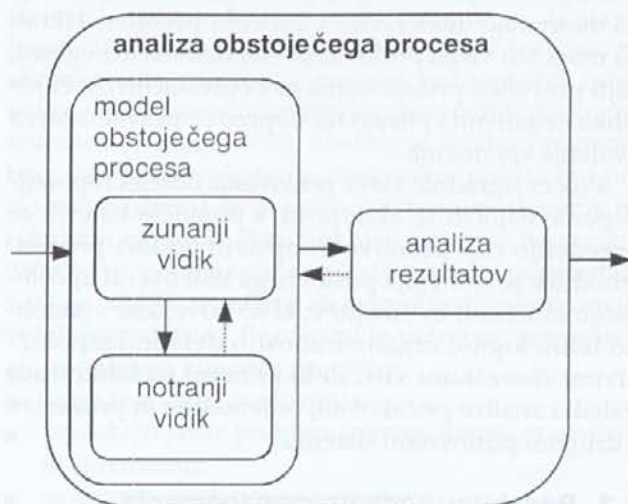 analiza obstoječega procesa
model
obstoječega
procesa
zunanji
vidik
analiza
rezultatov
notranji
vidik